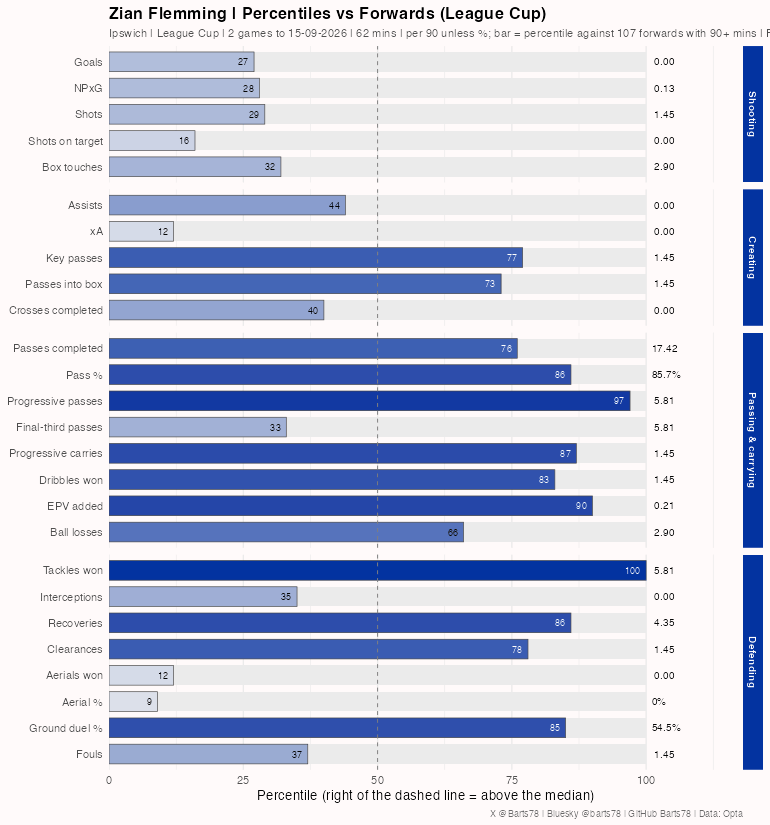 Zian Flemming | Percentiles vs Forwards (League Cup)
Ipswich | League Cup | 2 games to 15-09-2026 | 62 mins | per 90 unless %; bar = percentile against 107 forwards with 90+ mins |
Goals 27 0.00
NPxG 28 0.13
Shots 29 1.45
Shots on target 16 0.00
Box touches 32 2.90
Shooting
Assists 44 0.00
xA 12 0.00
Key passes 77 1.45
Passes into box 73 1.45
Crosses completed 40 0.00
Creating
Passes completed 76 17.42
Pass % 86 85.7%
Progressive passes 97 5.81
Final-third passes 33 5.81
Progressive carries 87 1.45
Dribbles won 83 1.45
EPV added 90 0.21
Ball losses 66 2.90
Passing & carrying
Tackles won 100 5.81
Interceptions 35 0.00
Recoveries 86 4.35
Clearances 78 1.45
Aerials won 12 0.00
Aerial % 9 0%
Ground duel % 85 54.5%
Fouls 37 1.45
Defending
0 25 50 75 100
Percentile (right of the dashed line = above the median)
X @Barts78 | Bluesky @barts78 | GitHub Barts78 | Data: Opta